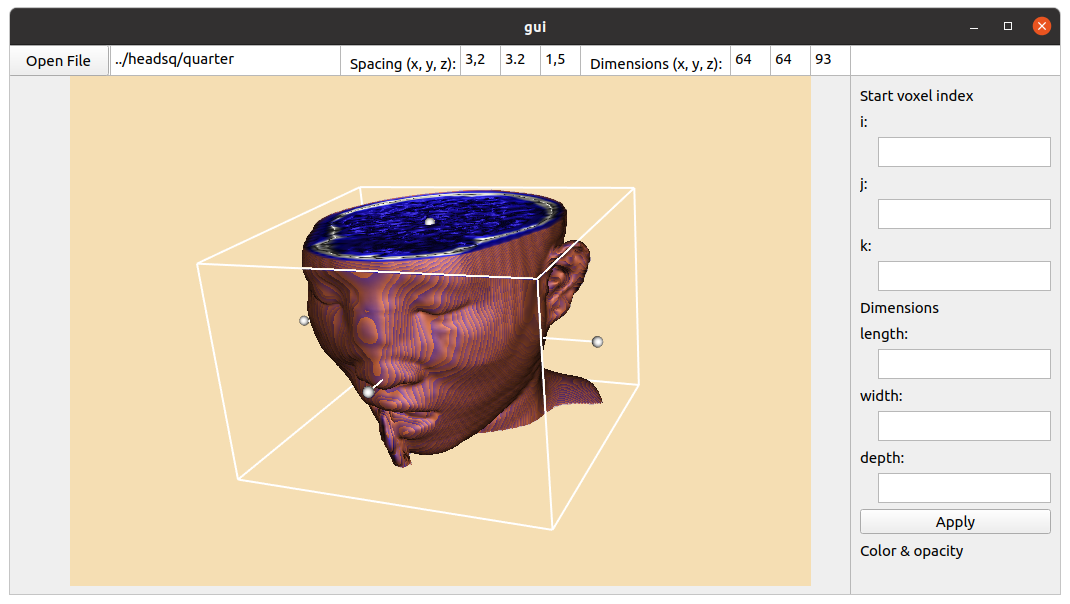 gui
Open File ../headsq/quarter Spacing (x, y, z): 3,2 3.2 1,5 Dimensions (x, y, z): 64 64 93
Start voxel index
i:
j:
k:
Dimensions
length:
width:
depth:
Apply
Color & opacity